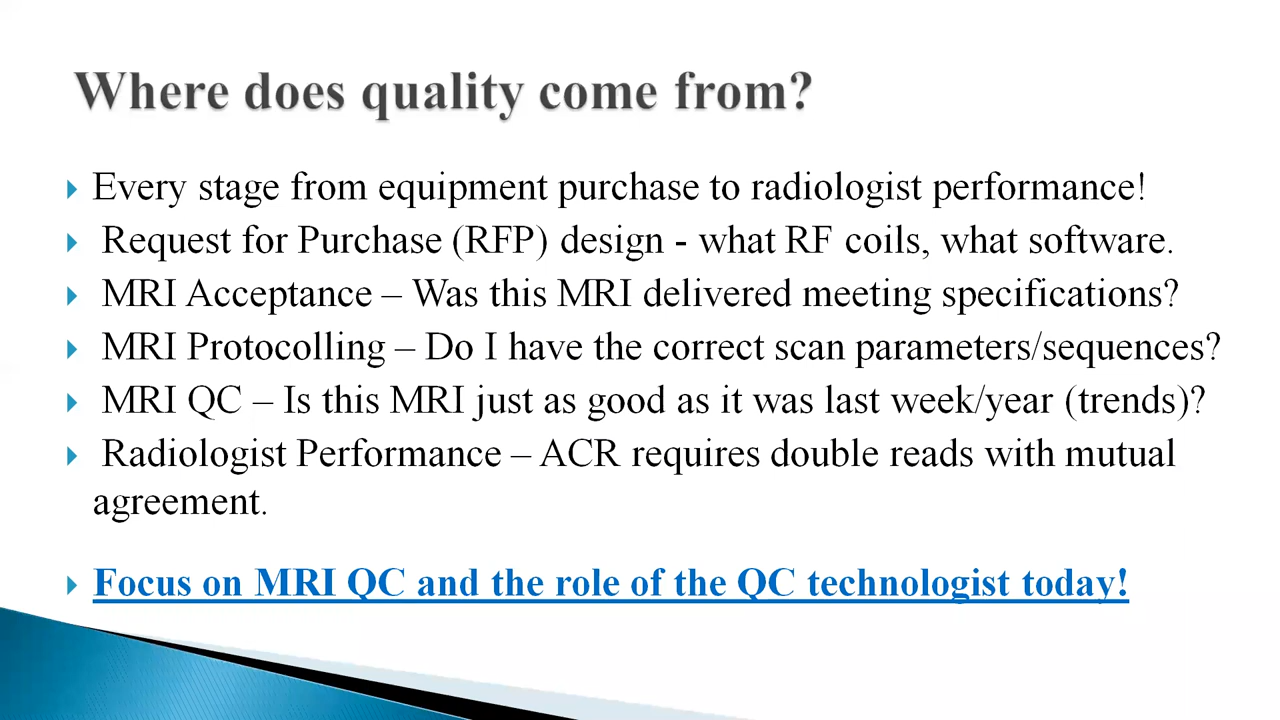 Where does quality come from?
Every stage from equipment purchase to radiologist performance!
Request for Purchase (RFP) design - what RF coils, what software.
MRI Acceptance – Was this MRI delivered meeting specifications?
MRI Protocolling – Do I have the correct scan parameters/sequences?
MRI QC – Is this MRI just as good as it was last week/year (trends)?
Radiologist Performance – ACR requires double reads with mutual
agreement.
Focus on MRI QC and the role of the QC technologist today!